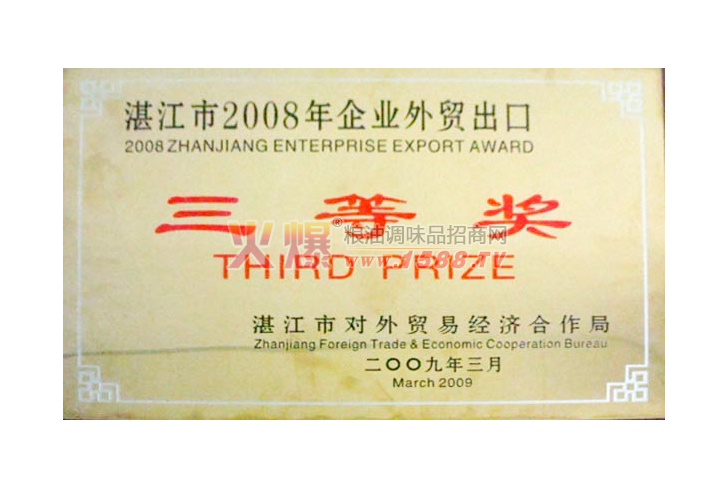 湛江市2008年企业外贸出口
2008 ZHANJIANG ENTERPRISE EXPORT AWARD
三等奖
火爆® 粮油调味品招商网
www.1588.TV
THIRD PRIZE
湛江市对外贸易经济合作局
Zhanjiang Foreign Trade & Economic Cooperation Bureau
二〇〇九年三月
March 2009